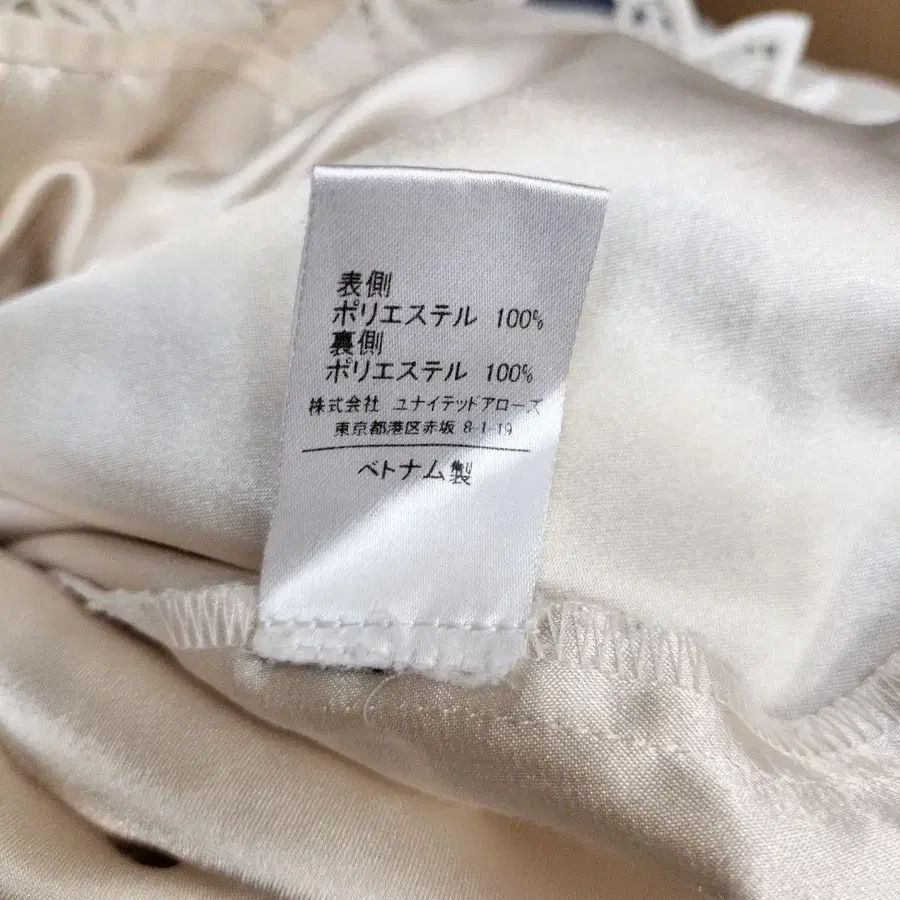 表側
ポリエステル 100%
裏側
ポリエステル 100%
株式会社 ユナイテッドアローズ
東京都港区赤坂 8-1-19
ベトナム製